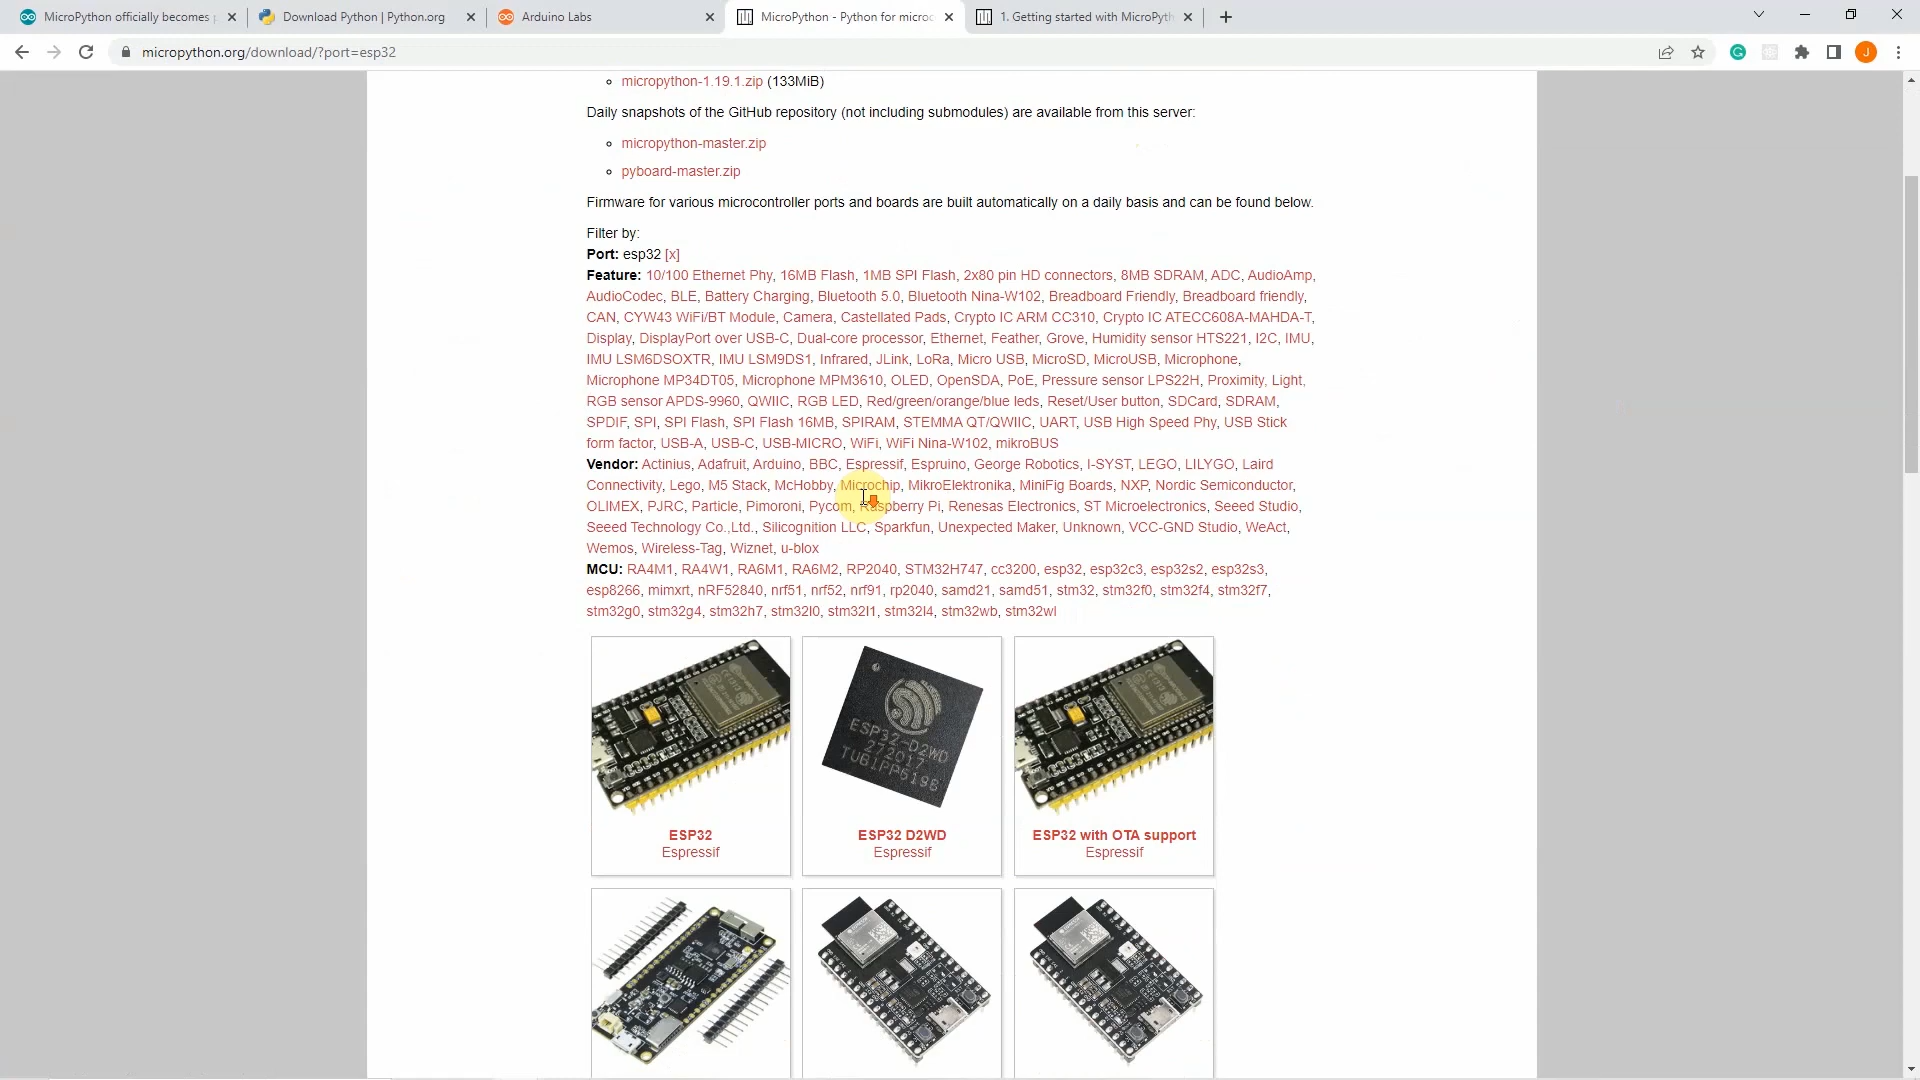 MicroPython officially becomes
Download Python | Python.org
Arduino Labs
MicroPython - Python for microc
1. Getting started with MicroPyth
micropython.org/download/?port=esp32
J
micropython-1.19.1.zip (133MiB)
Daily snapshots of the GitHub repository (not including submodules) are available from this server:
micropython-master.zip
pyboard-master.zip
Firmware for various microcontroller ports and boards are built automatically on a daily basis and can be found below.
Filter by:
Port: esp32 [x]
Feature: 10/100 Ethernet Phy, 16MB Flash, 1MB SPI Flash, 2x80 pin HD connectors, 8MB SDRAM, ADC, AudioAmp,
AudioCodec, BLE, Battery Charging, Bluetooth 5.0, Bluetooth Nina-W102, Breadboard Friendly, Breadboard friendly,
CAN, CYW43 WiFi/BT Module, Camera, Castellated Pads, Crypto IC ARM CC310, Crypto IC ATECC608A-MAHDA-T,
Display, DisplayPort over USB-C, Dual-core processor, Ethernet, Feather, Grove, Humidity sensor HTS221, I2C, IMU,
IMU LSM6DSOXTR, IMU LSM9DS1, Infrared, JLink, LoRa, Micro USB, MicroSD, MicroUSB, Microphone,
Microphone MP34DT05, Microphone MPM3610, OLED, OpenSDA, PoE, Pressure sensor LPS22H, Proximity, Light,
RGB sensor APDS-9960, QWIIC, RGB LED, Red/green/orange/blue leds, Reset/User button, SDCard, SDRAM,
SPDIF, SPI, SPI Flash, SPI Flash 16MB, SPIRAM, STEMMA QT/QWIIC, UART, USB High Speed Phy, USB Stick
form factor, USB-A, USB-C, USB-MICRO, WiFi, WiFi Nina-W102, mikroBUS
Vendor: Actinius, Adafruit, Arduino, BBC, Espressif, Espruino, George Robotics, I-SYST, LEGO, LILYGO, Laird
Connectivity, Lego, M5 Stack, McHobby, Microchip, MikroElektronika, MiniFig Boards, NXP, Nordic Semiconductor,
OLIMEX, PJRC, Particle, Pimoroni, Pycom, Raspberry Pi, Renesas Electronics, ST Microelectronics, Seeed Studio,
Seeed Technology Co.,Ltd., Silicognition LLC, Sparkfun, Unexpected Maker, Unknown, VCC-GND Studio, WeAct,
Wemos, Wireless-Tag, Wiznet, u-blox
MCU: RA4M1, RA4W1, RA6M1, RA6M2, RP2040, STM32H747, cc3200, esp32, esp32c3, esp32s2, esp32s3,
esp8266, mimxrt, nRF52840, nrf51, nrf52, nrf91, rp2040, samd21, samd51, stm32, stm32f0, stm32f4, stm32f7,
stm32g0, stm32g4, stm32h7, stm32l0, stm32l1, stm32l4, stm32wb, stm32wl
ESP32-D2WD
272017
TUB1PP6198
ESP32
Espressif
ESP32 D2WD
Espressif
ESP32 with OTA support
Espressif